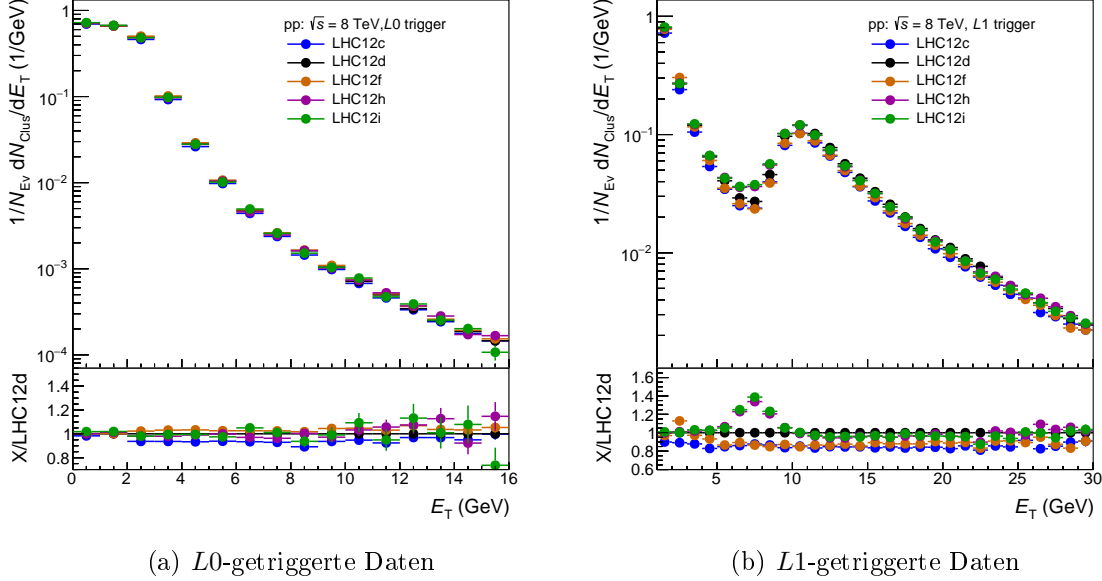 pp: √s = 8 TeV,L0 trigger
LHC12c
LHC12d
LHC12f
LHC12h
LHC12i
1/N_Ev dN_Clus/dE_T (1/GeV)
1
10⁻¹
10⁻²
10⁻³
10⁻⁴
X/LHC12d
1.4
1.2
1
0.8
0 2 4 6 8 10 12 14 16
E_T (GeV)
(a) L0-getriggerte Daten
pp: √s = 8 TeV, L1 trigger
LHC12c
LHC12d
LHC12f
LHC12h
LHC12i
1/N_Ev dN_Clus/dE_T (1/GeV)
1
10⁻¹
10⁻²
X/LHC12d
1.6
1.4
1.2
1
0.8
0.6
5 10 15 20 25 30
E_T (GeV)
(b) L1-getriggerte Daten